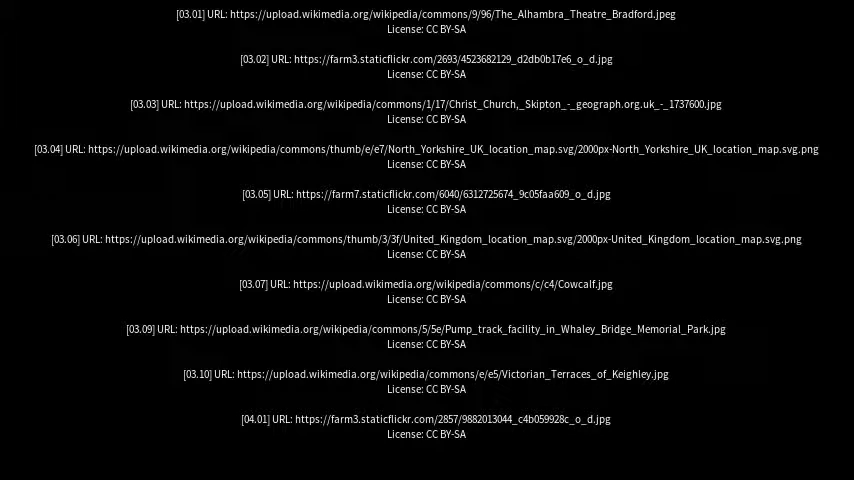 [03.01] URL: https://upload.wikimedia.org/wikipedia/commons/9/96/The_Alhambra_Theatre_Bradford.jpeg
License: CC BY-SA
[03.02] URL: https://farm3.staticflickr.com/2693/4523682129_d2db0b17e6_o_d.jpg
License: CC BY-SA
[03.03] URL: https://upload.wikimedia.org/wikipedia/commons/1/17/Christ_Church,_Skipton_-_geograph.org.uk_-_1737600.jpg
License: CC BY-SA
[03.04] URL: https://upload.wikimedia.org/wikipedia/commons/thumb/e/e7/North_Yorkshire_UK_location_map.svg/2000px-North_Yorkshire_UK_location_map.svg.png
License: CC BY-SA
[03.05] URL: https://farm7.staticflickr.com/6040/6312725674_9c05faa609_o_d.jpg
License: CC BY-SA
[03.06] URL: https://upload.wikimedia.org/wikipedia/commons/thumb/3/3f/United_Kingdom_location_map.svg/2000px-United_Kingdom_location_map.svg.png
License: CC BY-SA
[03.07] URL: https://upload.wikimedia.org/wikipedia/commons/c/c4/Cowcalf.jpg
License: CC BY-SA
[03.09] URL: https://upload.wikimedia.org/wikipedia/commons/5/5e/Pump_track_facility_in_Whaley_Bridge_Memorial_Park.jpg
License: CC BY-SA
[03.10] URL: https://upload.wikimedia.org/wikipedia/commons/e/e5/Victorian_Terraces_of_Keighley.jpg
License: CC BY-SA
[04.01] URL: https://farm3.staticflickr.com/2857/9882013044_c4b059928c_o_d.jpg
License: CC BY-SA